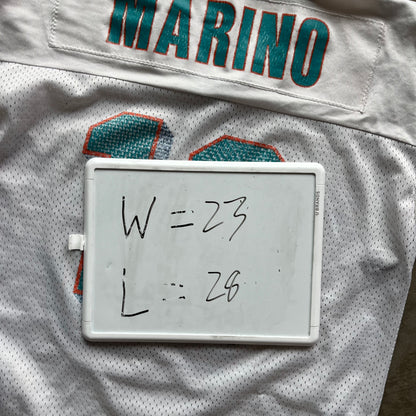 MARINO
W = 23
L = 28